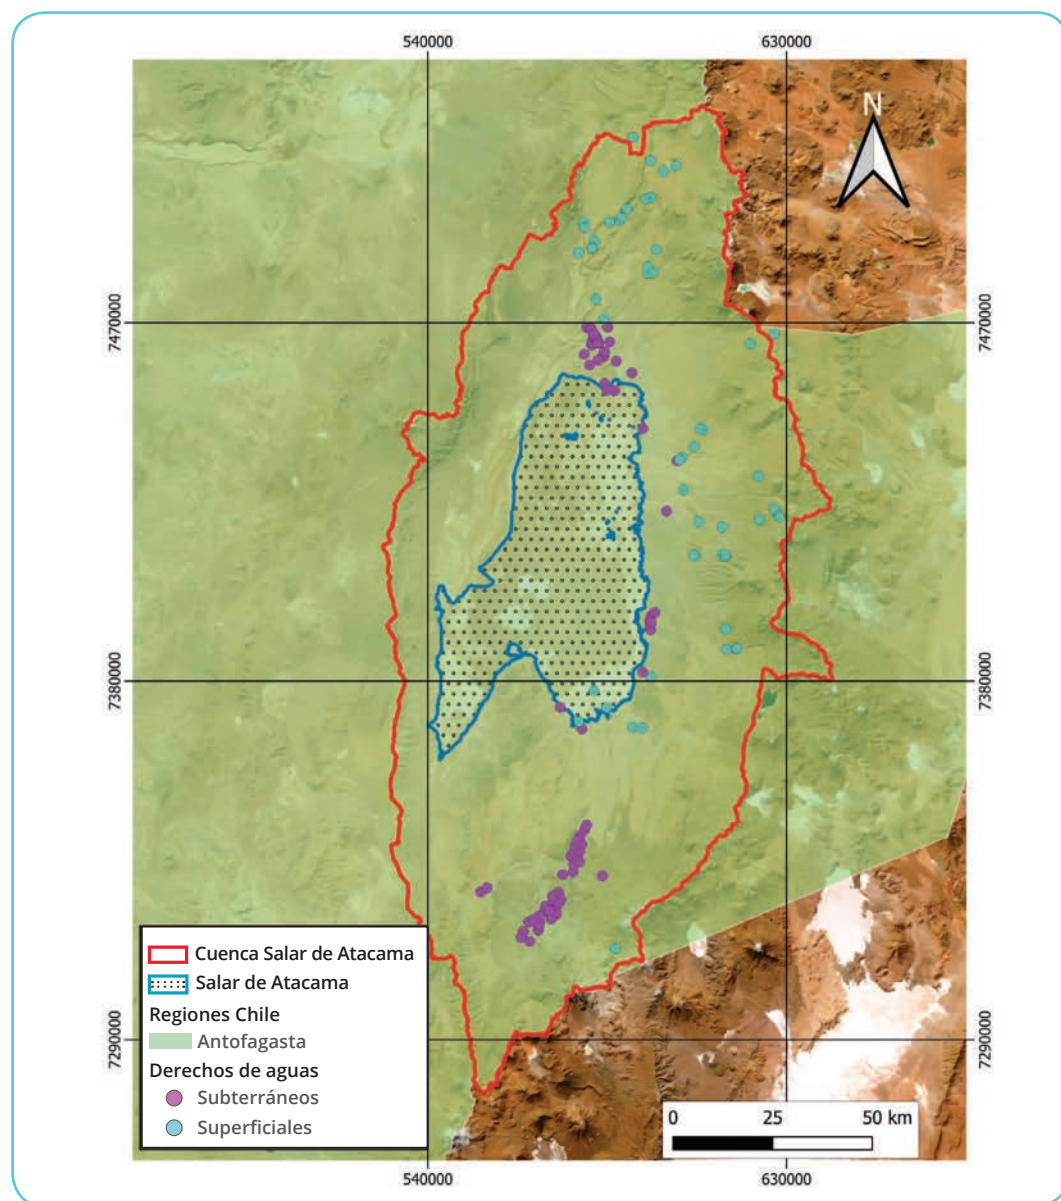 540000
630000
N
7470000
7470000
7380000
7380000
7290000
7290000
Cuenca Salar de Atacama
Salar de Atacama
Regiones Chile
Antofagasta
Derechos de aguas
Subterráneos
Superficiales
0 25 50 km
540000
630000